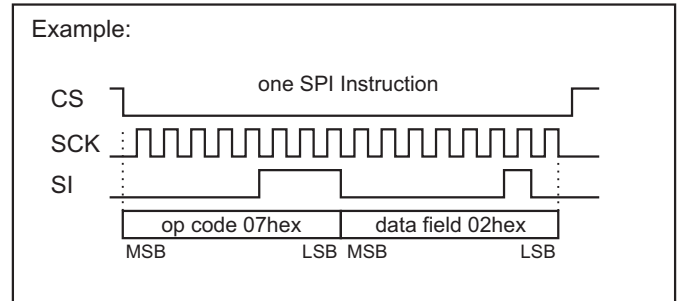 Example:
one SPI Instruction
CS
SCK
SI
op code 07hex data field 02hex
MSB LSB MSB LSB